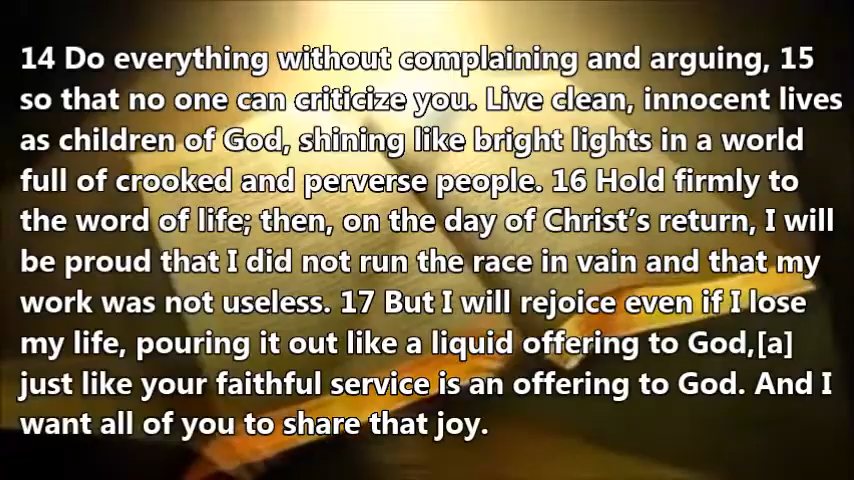 14 Do everything without complaining and arguing, 15
so that no one can criticize you. Live clean, innocent lives
as children of God, shining like bright lights in a world
full of crooked and perverse people. 16 Hold firmly to
the word of life; then, on the day of Christ’s return, I will
be proud that I did not run the race in vain and that my
work was not useless. 17 But I will rejoice even if I lose
my life, pouring it out like a liquid offering to God,[a]
just like your faithful service is an offering to God. And I
want all of you to share that joy.